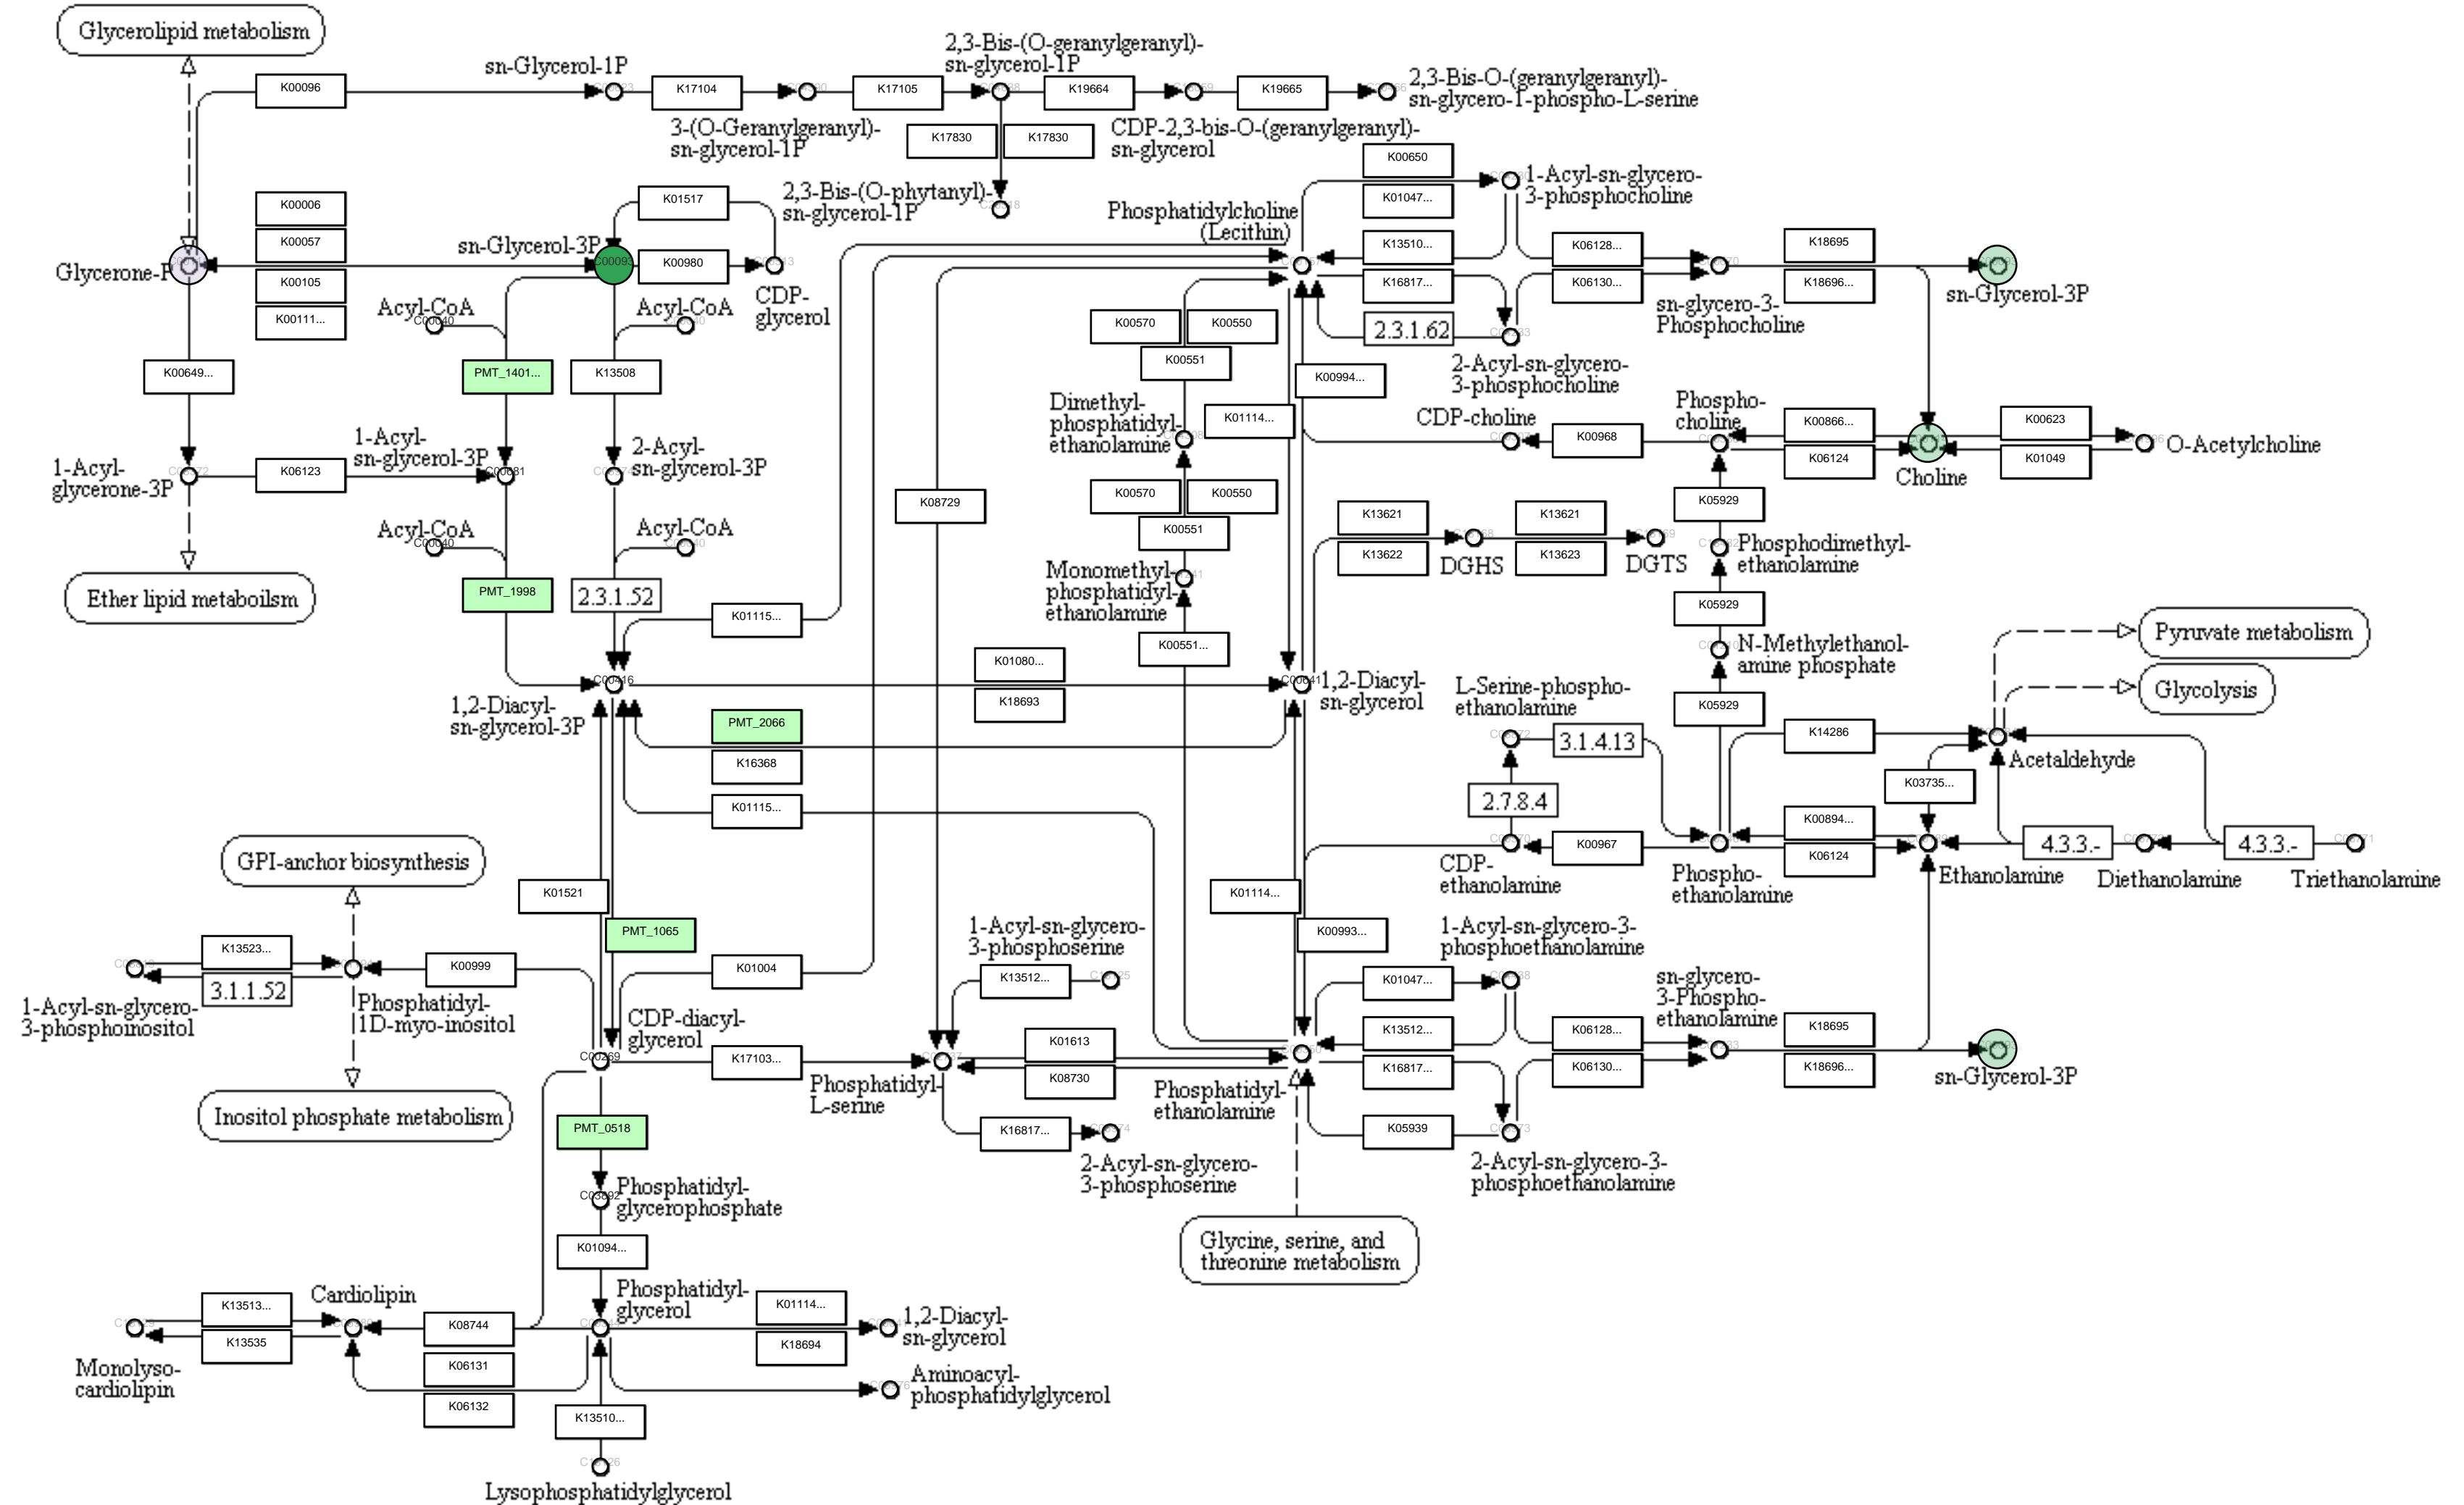 Glycerolipid metabolism
sn-Glycerol-1P
2,3-Bis-(O-geranylgeranyl)-
sn-glycerol-1P
2,3-Bis-O-(geranylgeranyl)-
sn-glycero-1-phospho-L-serine
K00096
K17104
K17105
K19664
K19665
3-(O-Geranylgeranyl)-
sn-glycerol-1P
K17830
K17830
CDP-2,3-bis-O-(geranylgeranyl)-
sn-glycerol
2,3-Bis-(O-phytanyl)-
sn-glycerol-1P
K00006
K00057
K00105
K00111...
Glycerone-P
sn-Glycerol-3P
C00093
K01517
K00980
CDP-
glycerol
Acyl-CoA
C00040
Acyl-CoA
Phosphatidylcholine
(Lecithin)
K00650
K01047...
1-Acyl-sn-glycero-
3-phosphocholine
K13510...
K16817...
2.3.1.62
K06128...
K06130...
sn-glycero-3-
Phosphocholine
K18695
K18696...
sn-Glycerol-3P
2-Acyl-sn-glycero-
3-phosphocholine
K00649...
PMT_1401...
K13508
K00570
K00550
K00551
K00994...
K01114...
Dimethyl-
phosphatidyl-
ethanolamine
CDP-choline
K00968
Phospho-
choline
K00866...
K06124
Choline
K00623
K01049
O-Acetylcholine
1-Acyl-
glycerone-3P
K06123
1-Acyl-
sn-glycerol-3P
C00681
2-Acyl-
sn-glycerol-3P
K08729
K00570
K00550
K00551
K13621
K13622
DGHS
K13621
K13623
DGTS
K05929
Phosphodimethyl-
ethanolamine
Acyl-CoA
C00040
Acyl-CoA
Ether lipid metaboilsm
PMT_1998
2.3.1.52
K01115...
Monomethyl-
phosphatidyl-
ethanolamine
K00551...
K05929
N-Methylethanol-
amine phosphate
K05929
Pyruvate metabolism
Glycolysis
C00416
1,2-Diacyl-
sn-glycerol-3P
K01080...
K18693
C00641
1,2-Diacyl-
sn-glycerol
PMT_2066
K16368
K01115...
L-Serine-phospho-
ethanolamine
3.1.4.13
2.7.8.4
K14286
Acetaldehyde
K03735...
CDP-
ethanolamine
K00967
Phospho-
ethanolamine
K00894...
K06124
Ethanolamine
4.3.3.-
Diethanolamine
4.3.3.-
Triethanolamine
GPI-anchor biosynthesis
K01521
PMT_1065
K01114...
K00993...
K13523...
3.1.1.52
K00999
K01004
1-Acyl-sn-glycero-
3-phosphoinositol
Phosphatidyl-
1D-myo-inositol
CDP-diacyl-
glycerol
C00269
1-Acyl-sn-glycero-
3-phosphoserine
K13512...
K17103...
Phosphatidyl-
L-serine
K01613
K08730
Phosphatidyl-
ethanolamine
1-Acyl-sn-glycero-3-
phosphoethanolamine
K01047...
K13512...
K16817...
K05939
K06128...
K06130...
sn-glycero-
3-Phospho-
ethanolamine
K18695
K18696...
sn-Glycerol-3P
Inositol phosphate metabolism
PMT_0518
K16817...
2-Acyl-sn-glycero-
3-phosphoserine
2-Acyl-sn-glycero-3-
phosphoethanolamine
C03892
Phosphatidyl-
glycerophosphate
K01094...
Glycine, serine, and
threonine metabolism
K13513...
K13535
Monolyso-
cardiolipin
Cardiolipin
K08744
K06131
K06132
Phosphatidyl-
glycerol
K01114...
K18694
1,2-Diacyl-
sn-glycerol
Aminoacyl-
phosphatidylglycerol
K13510...
Lysophosphatidylglycerol